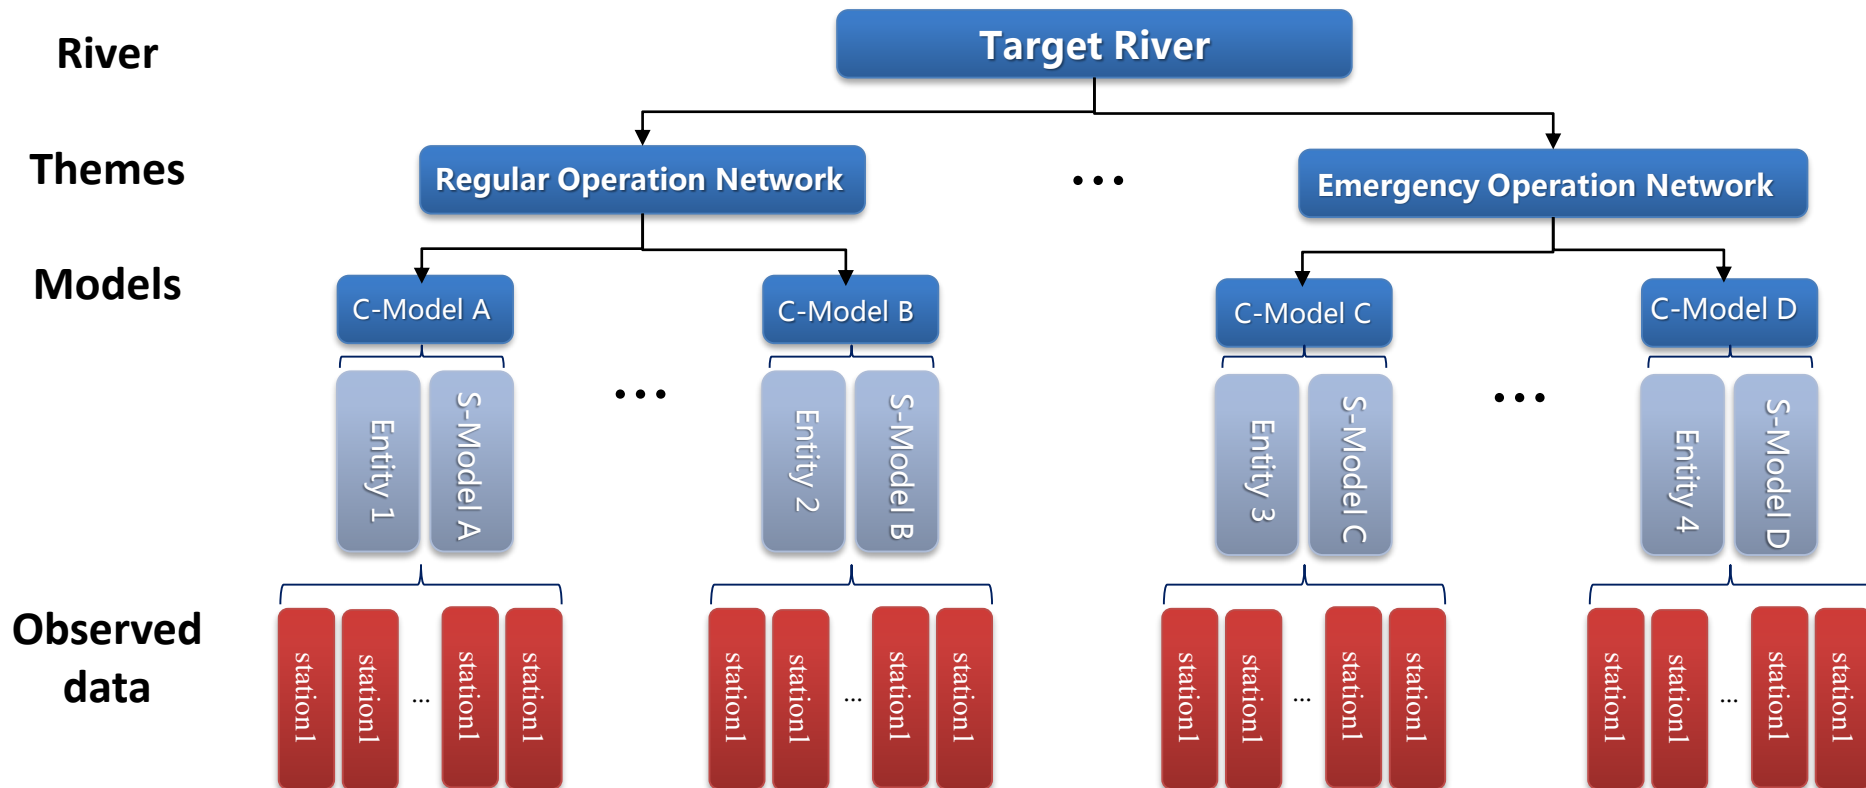 River
Target River
Themes
Regular Operation Network
...
Emergency Operation Network
Models
C-Model A
C-Model B
C-Model C
C-Model D
Entity 1
S-Model A
...
Entity 2
S-Model B
Entity 3
S-Model C
...
Entity 4
S-Model D
Observed
data
station1
station1
...
station1
station1
station1
station1
...
station1
station1
station1
station1
...
station1
station1
station1
station1
...
station1
station1